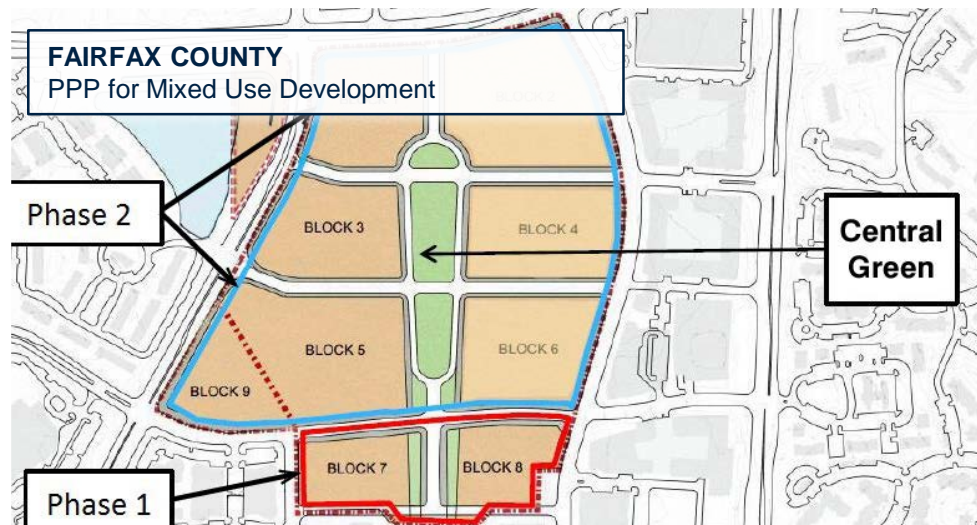 FAIRFAX COUNTY
PPP for Mixed Use Development
Phase 2
BLOCK 3
BLOCK 4
Central
Green
BLOCK 5
BLOCK 6
BLOCK 9
BLOCK 7
BLOCK 8
Phase 1